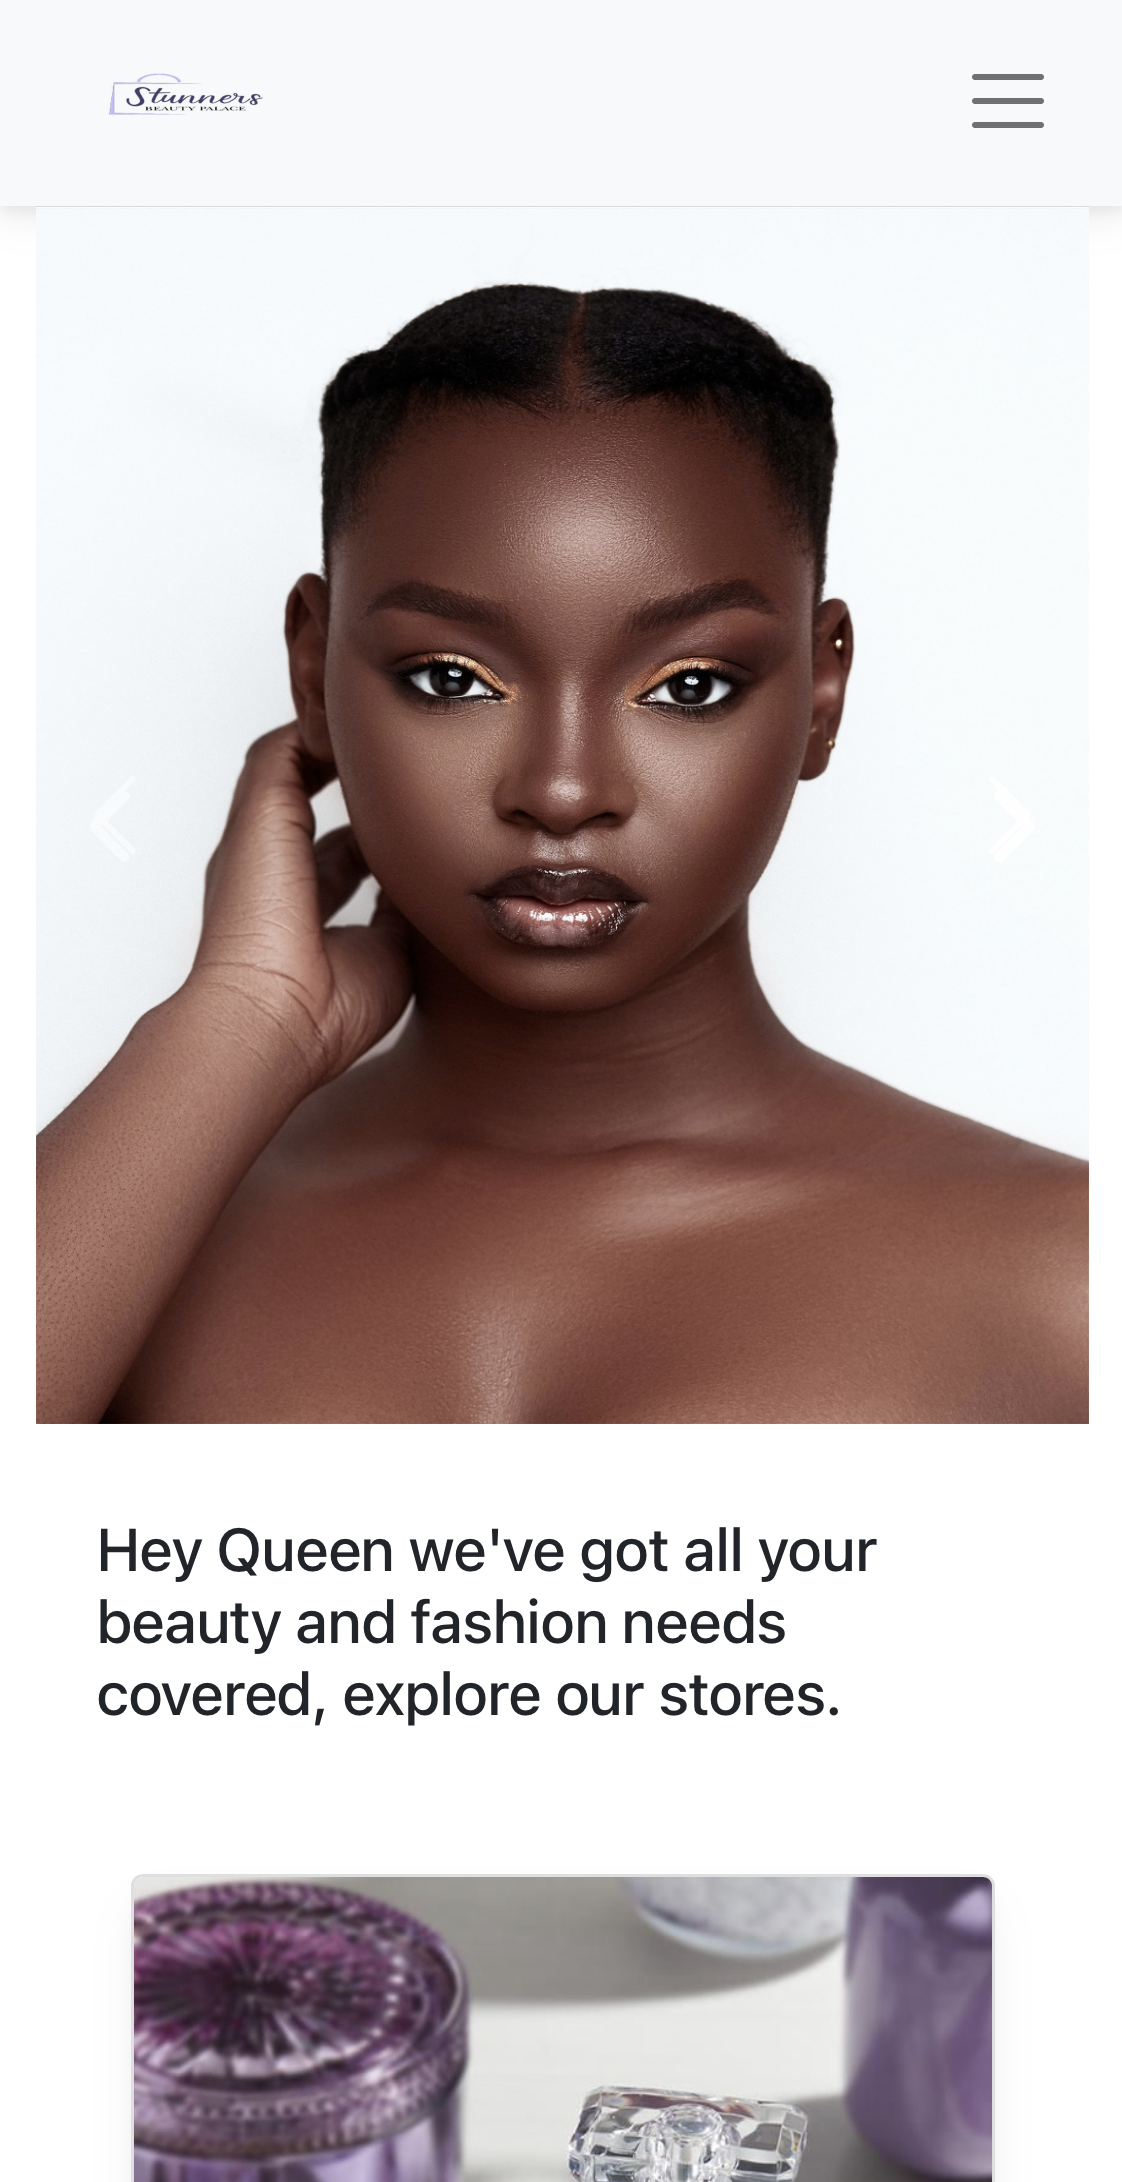 Stunners
BEAUTY PALACE
Hey Queen we've got all your
beauty and fashion needs
covered, explore our stores.